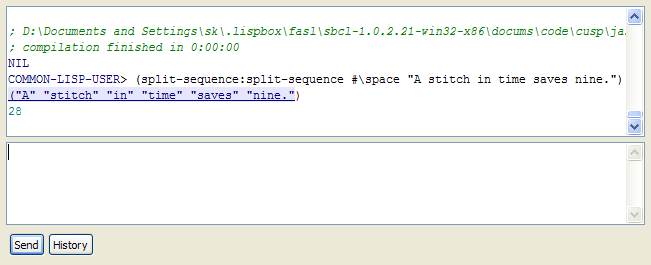 ; D:\Documents and Settings\sk\.lispbox\fasl\sbcl-1.0.2.21-win32-x86\docums\code\cusp\ja
; compilation finished in 0:00:00
NIL
COMMON-LISP-USER> (split-sequence:split-sequence #\space "A stitch in time saves nine.")
("A" "stitch" "in" "time" "saves" "nine.")
28
Send History